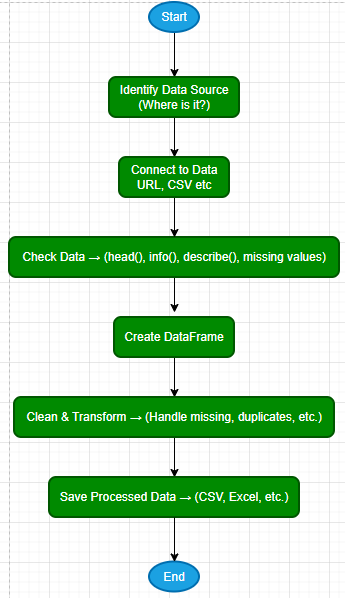 Start
Identify Data Source
(Where is it?)
Connect to Data
URL, CSV etc
Check Data → (head(), info(), describe(), missing values)
Create DataFrame
Clean & Transform → (Handle missing, duplicates, etc.)
Save Processed Data → (CSV, Excel, etc.)
End